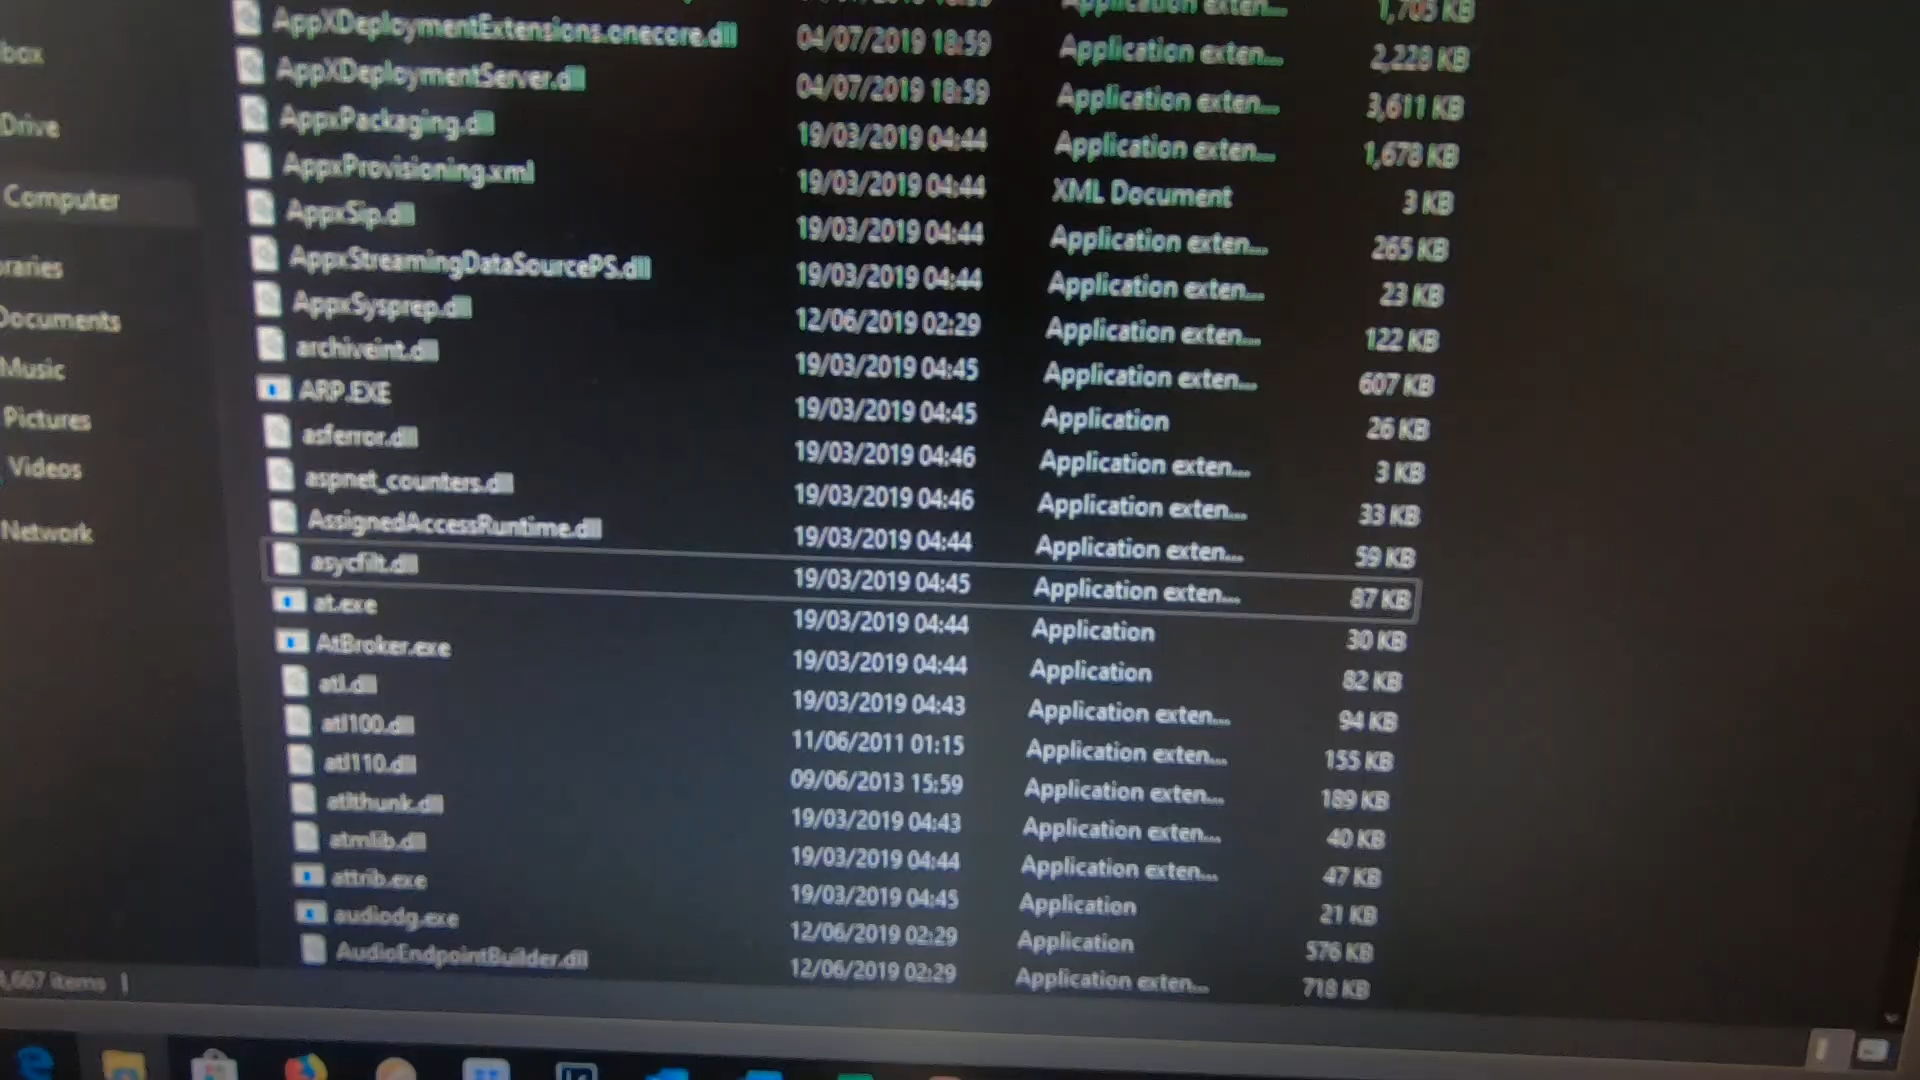 Application exten... 1,705 KB
AppXDeploymentExtensions.onecore.dll 04/07/2019 18:59 Application exten... 2,228 KB
AppXDeploymentServer.dll 04/07/2019 18:59 Application exten... 3,611 KB
AppxPackaging.dll 19/03/2019 04:44 Application exten... 1,678 KB
AppxProvisioning.xml 19/03/2019 04:44 XML Document 3 KB
AppxSip.dll 19/03/2019 04:44 Application exten... 265 KB
AppxStreamingDataSourcePS.dll 19/03/2019 04:44 Application exten... 23 KB
AppxSysprep.dll 12/06/2019 02:29 Application exten... 122 KB
archiveint.dll 19/03/2019 04:45 Application exten... 607 KB
ARP.EXE 19/03/2019 04:45 Application 26 KB
asferror.dll 19/03/2019 04:46 Application exten... 3 KB
aspnet_counters.dll 19/03/2019 04:46 Application exten... 33 KB
AssignedAccessRuntime.dll 19/03/2019 04:44 Application exten... 59 KB
asycfilt.dll 19/03/2019 04:45 Application exten... 87 KB
at.exe 19/03/2019 04:44 Application 30 KB
AtBroker.exe 19/03/2019 04:44 Application 82 KB
atl.dll 19/03/2019 04:43 Application exten... 94 KB
atl100.dll 11/06/2011 01:15 Application exten... 155 KB
atl110.dll 09/06/2013 15:59 Application exten... 189 KB
atlthunk.dll 19/03/2019 04:43 Application exten... 40 KB
atmlib.dll 19/03/2019 04:44 Application exten... 47 KB
attrib.exe 19/03/2019 04:45 Application 21 KB
audiodg.exe 12/06/2019 02:29 Application 576 KB
AudioEndpointBuilder.dll 12/06/2019 02:29 Application exten... 718 KB
box
Drive
Computer
raries
Documents
Music
Pictures
Videos
Network
,667 items